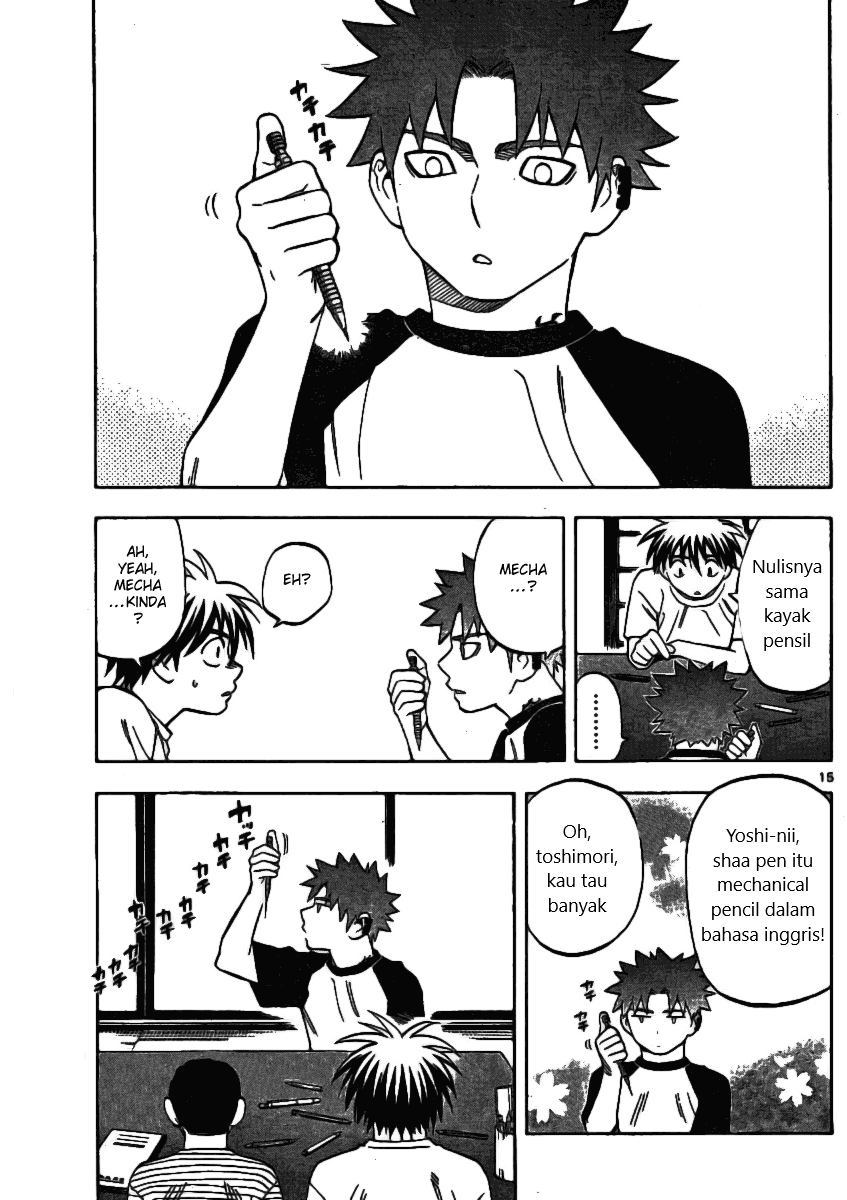 カチ
カチ
カチ
Nulisnya
sama
kayak
pensil
.........
MECHA
...?
EH?
AH,
YEAH,
MECHA
...KINDA
?
15
Yoshi-nii,
shaa pen itu
mechanical
pencil dalam
bahasa inggris!
Oh,
toshimori,
kau tau
banyak
カチ
カチ
カチッ
カチ
カチ
カチ
カチ
カチ
カチ
カチ